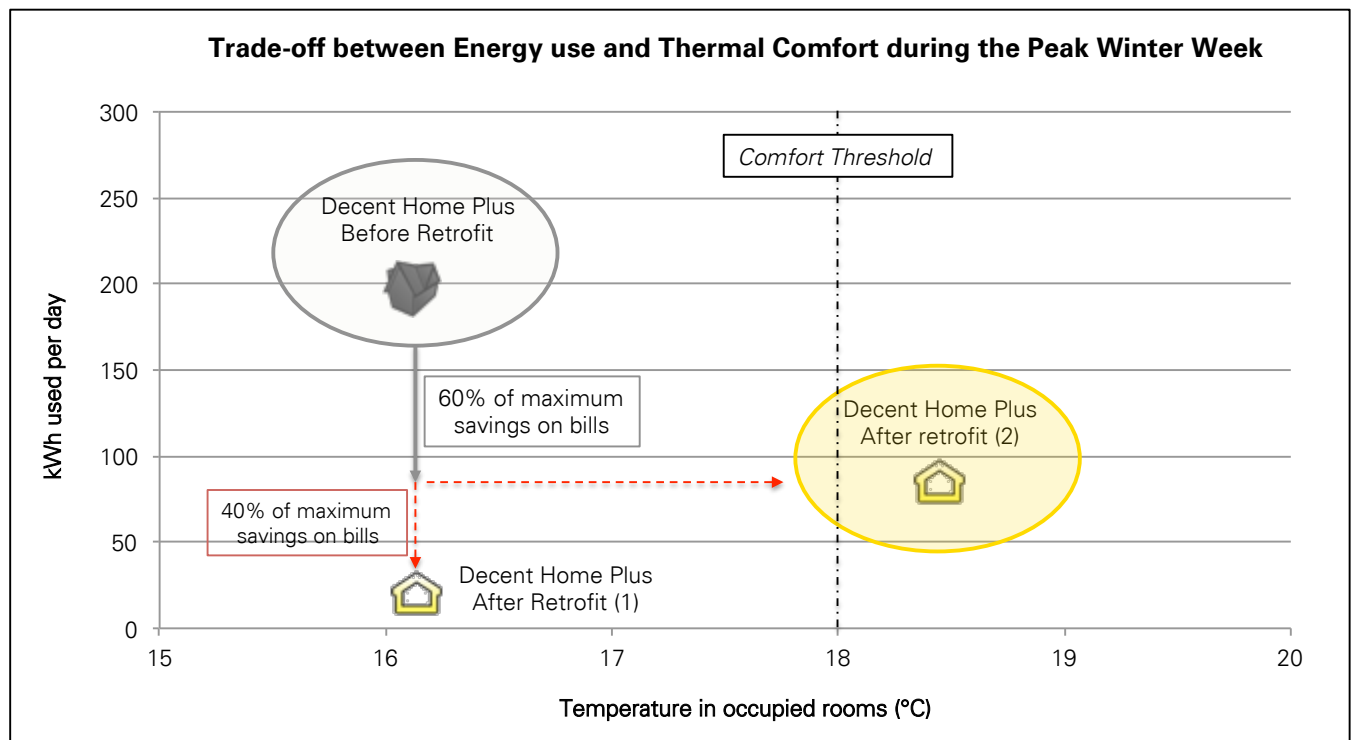 Trade-off between Energy use and Thermal Comfort during the Peak Winter Week
300
250
200
150
100
50
0
kWh used per day
Comfort Threshold
Decent Home Plus
Before Retrofit
60% of maximum
savings on bills
Decent Home Plus
After retrofit (2)
40% of maximum
savings on bills
Decent Home Plus
After Retrofit (1)
15
16
17
18
19
20
Temperature in occupied rooms (°C)